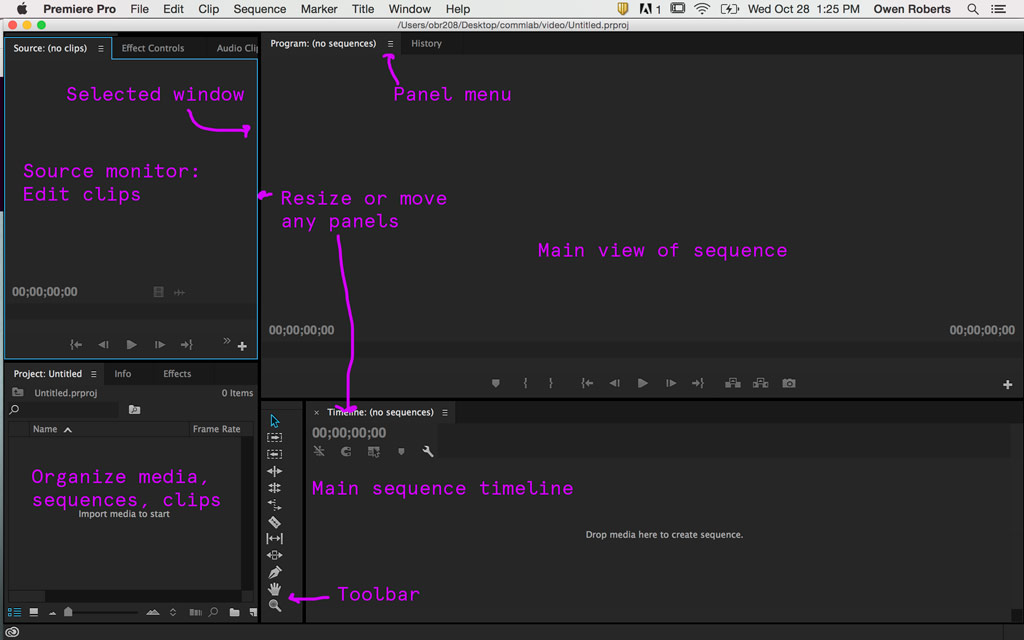 Premiere Pro File Edit Clip Sequence Marker Title Window Help 1 Wed Oct 28 1:25 PM Owen Roberts
/Users/obr208/Desktop/commlab/video/Untitled.prproj
Source: (no clips) Effect Controls Audio Cli
Program: (no sequences) History
Selected window
Panel menu
Source monitor:
Edit clips
Resize or move
any panels
Main view of sequence
00;00;00;00
00;00;00;00 00;00;00;00
Project: Untitled Info Effects
Untitled.prproj 0 Items
Name Frame Rate
Organize media,
sequences, clips
Import media to start
× Timeline: (no sequences)
00;00;00;00
Main sequence timeline
Drop media here to create sequence.
Toolbar